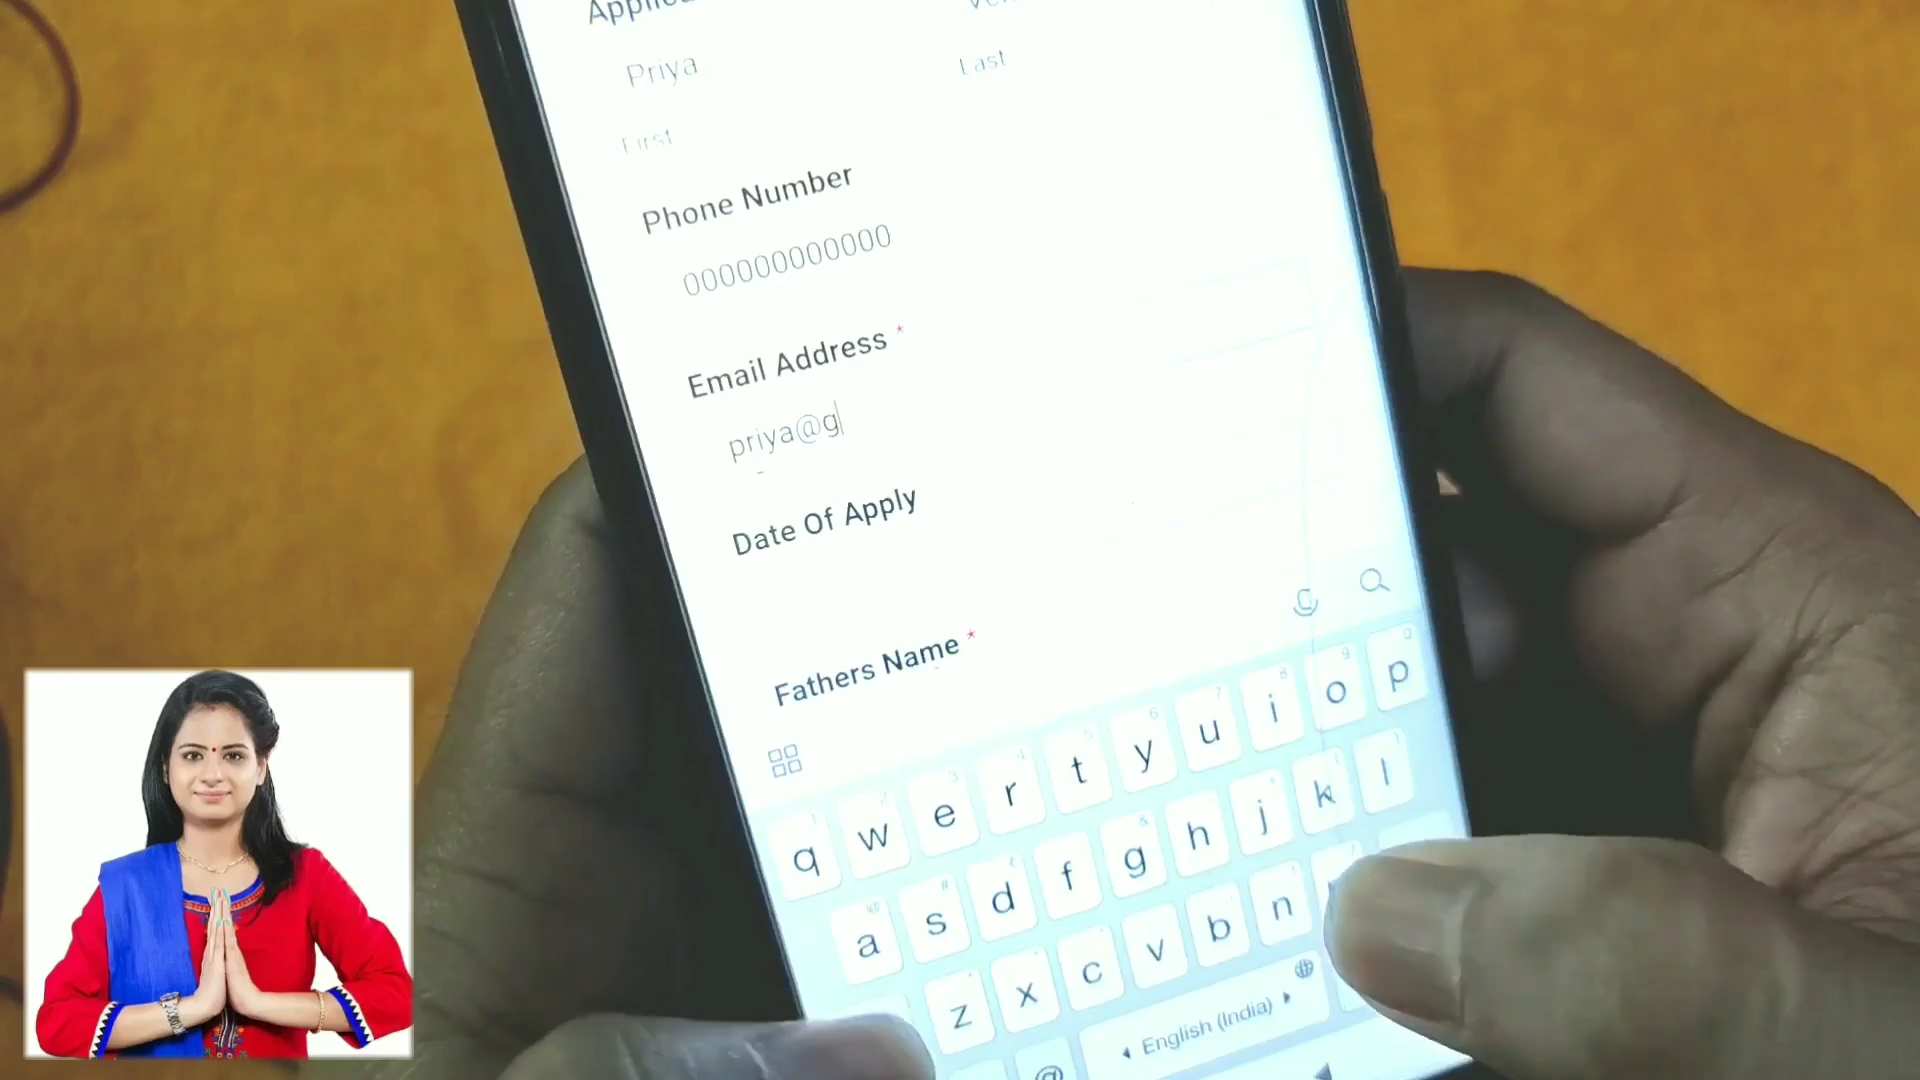 Priya
Last
First
Phone Number
000000000000
Email Address *
priya@g
Date Of Apply
Fathers Name *
q w e r t y u i o p
a s d f g h j k l
z x c v b n
@ English (India)